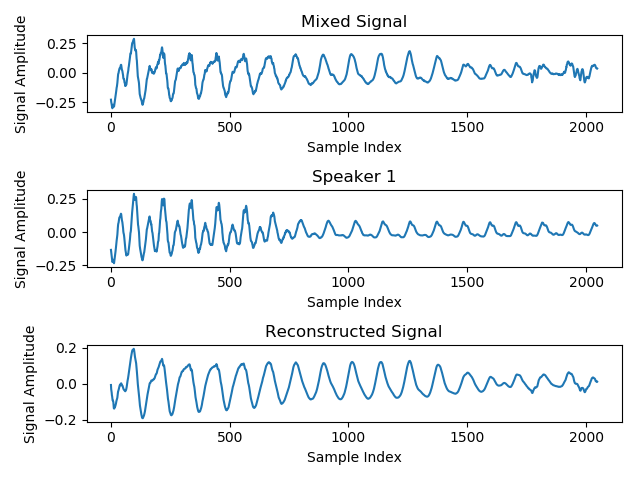 Mixed Signal
Signal Amplitude
0.25
0.00
−0.25
0 500 1000 1500 2000
Sample Index
Speaker 1
Signal Amplitude
0.25
0.00
−0.25
0 500 1000 1500 2000
Sample Index
Reconstructed Signal
Signal Amplitude
0.2
0.0
−0.2
0 500 1000 1500 2000
Sample Index